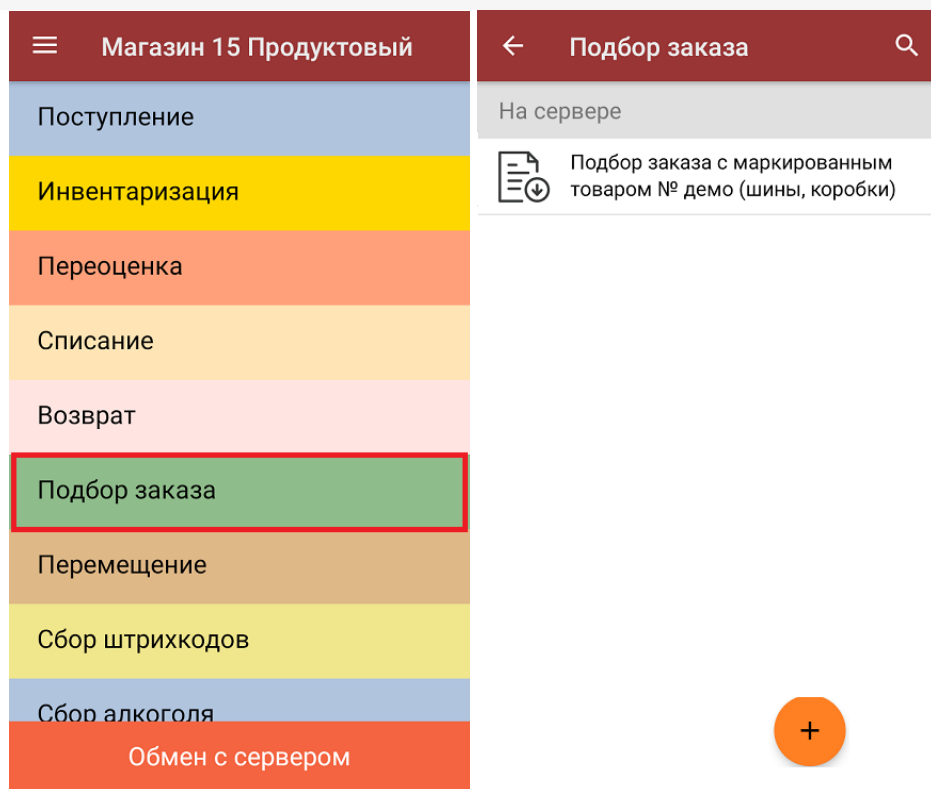 Магазин 15 Продуктовый
Поступление
Инвентаризация
Переоценка
Списание
Возврат
Подбор заказа
Перемещение
Сбор штрихкодов
Сбор алкоголя
Обмен с сервером
Подбор заказа
На сервере
Подбор заказа с маркированным
товаром № демо (шины, коробки)
+